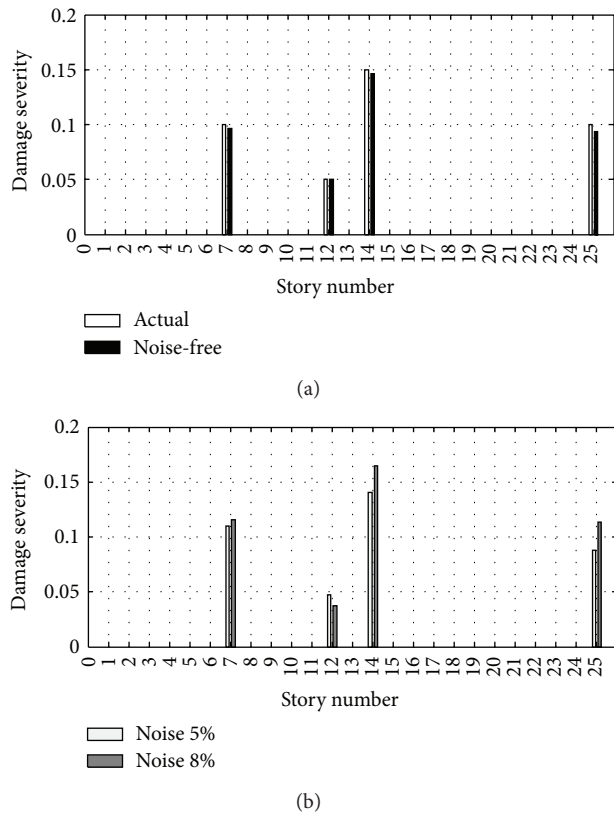 0.2
0.15
0.1
0.05
0
Damage severity
0 1 2 3 4 5 6 7 8 9 10 11 12 13 14 15 16 17 18 19 20 21 22 23 24 25
Story number
Actual
Noise-free
(a)
0.2
0.15
0.1
0.05
0
Damage severity
0 1 2 3 4 5 6 7 8 9 10 11 12 13 14 15 16 17 18 19 20 21 22 23 24 25
Story number
Noise 5%
Noise 8%
(b)